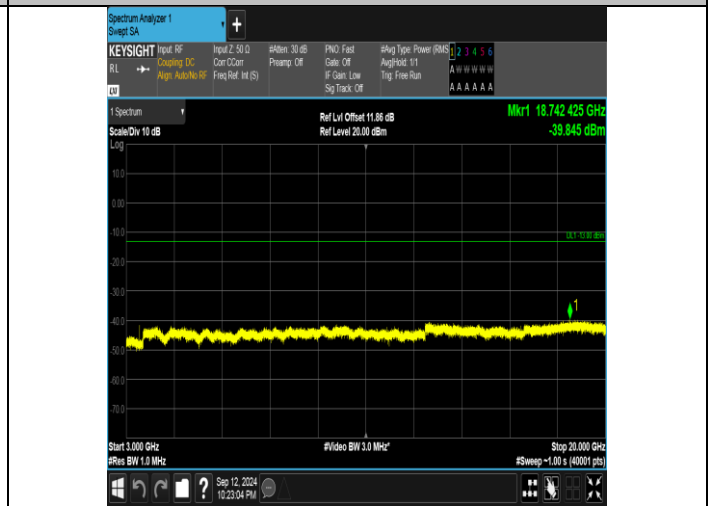 Spectrum Analyzer 1
Swept SA
+
KEYSIGHT Input: RF Input Z: 50 Ω #Atten: 30 dB PNO: Fast #Avg Type: Power (RMS 1 2 3 4 5 6
RL Coupling: DC Corr CCorr Preamp: Off Gate: Off Avg|Hold: 1/1 A W W W W W
Align: Auto/No RF Freq Ref: Int (S) IF Gain: Low Trig: Free Run
Sig Track: Off A A A A A A
LXI
1 Spectrum Ref Lvl Offset 11.86 dB Mkr1 18.742 425 GHz
Scale/Div 10 dB Ref Level 20.00 dBm -39.845 dBm
Log
10.0
0.00
-10.0
DL1 -13.00 dBm
-20.0
-30.0
1
-40.0
-50.0
-60.0
-70.0
Start 3.000 GHz #Video BW 3.0 MHz* Stop 20.000 GHz
#Res BW 1.0 MHz #Sweep ~1.00 s (40001 pts)
? Sep 12, 2024
10:23:04 PM